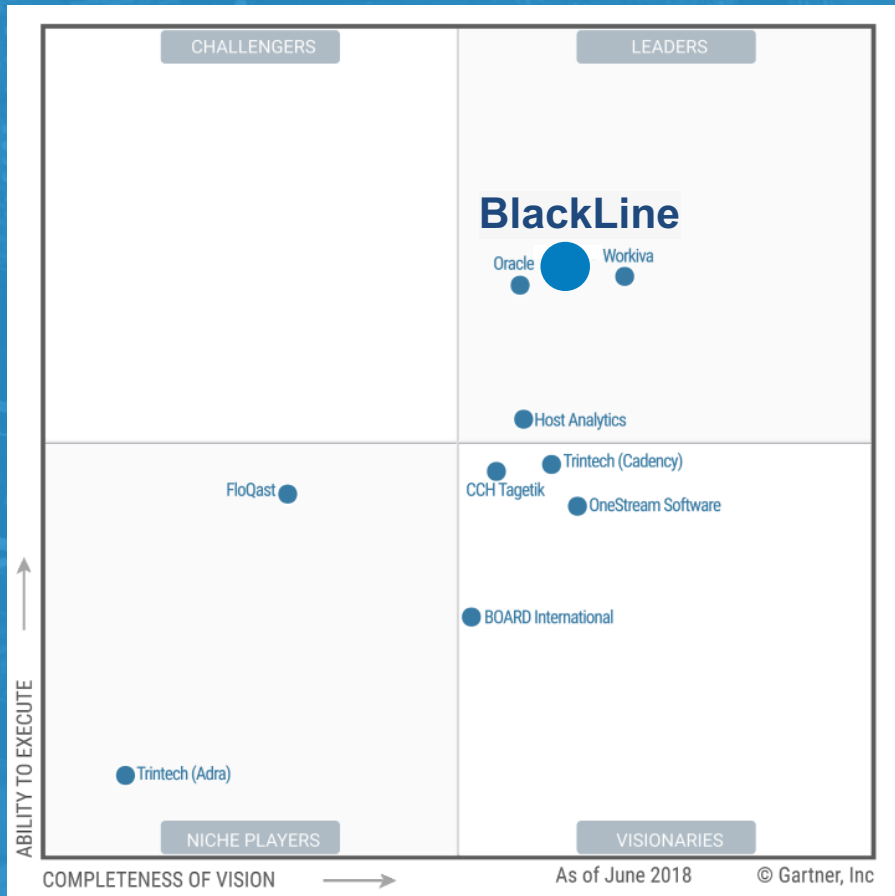 CHALLENGERS
LEADERS
BlackLine
Oracle
Workiva
Host Analytics
Trintech (Cadency)
CCH Tagetik
FloQast
OneStream Software
BOARD International
Trintech (Adra)
NICHE PLAYERS
VISIONARIES
ABILITY TO EXECUTE
COMPLETENESS OF VISION
As of June 2018
© Gartner, Inc